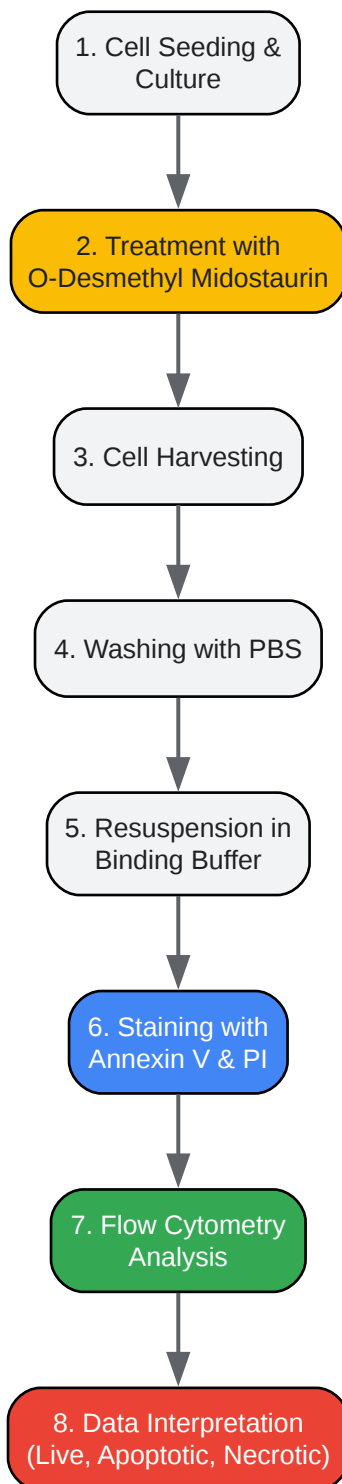 1. Cell Seeding &
Culture
2. Treatment with
O-Desmethyl Midostaurin
3. Cell Harvesting
4. Washing with PBS
5. Resuspension in
Binding Buffer
6. Staining with
Annexin V & PI
7. Flow Cytometry
Analysis
8. Data Interpretation
(Live, Apoptotic, Necrotic)